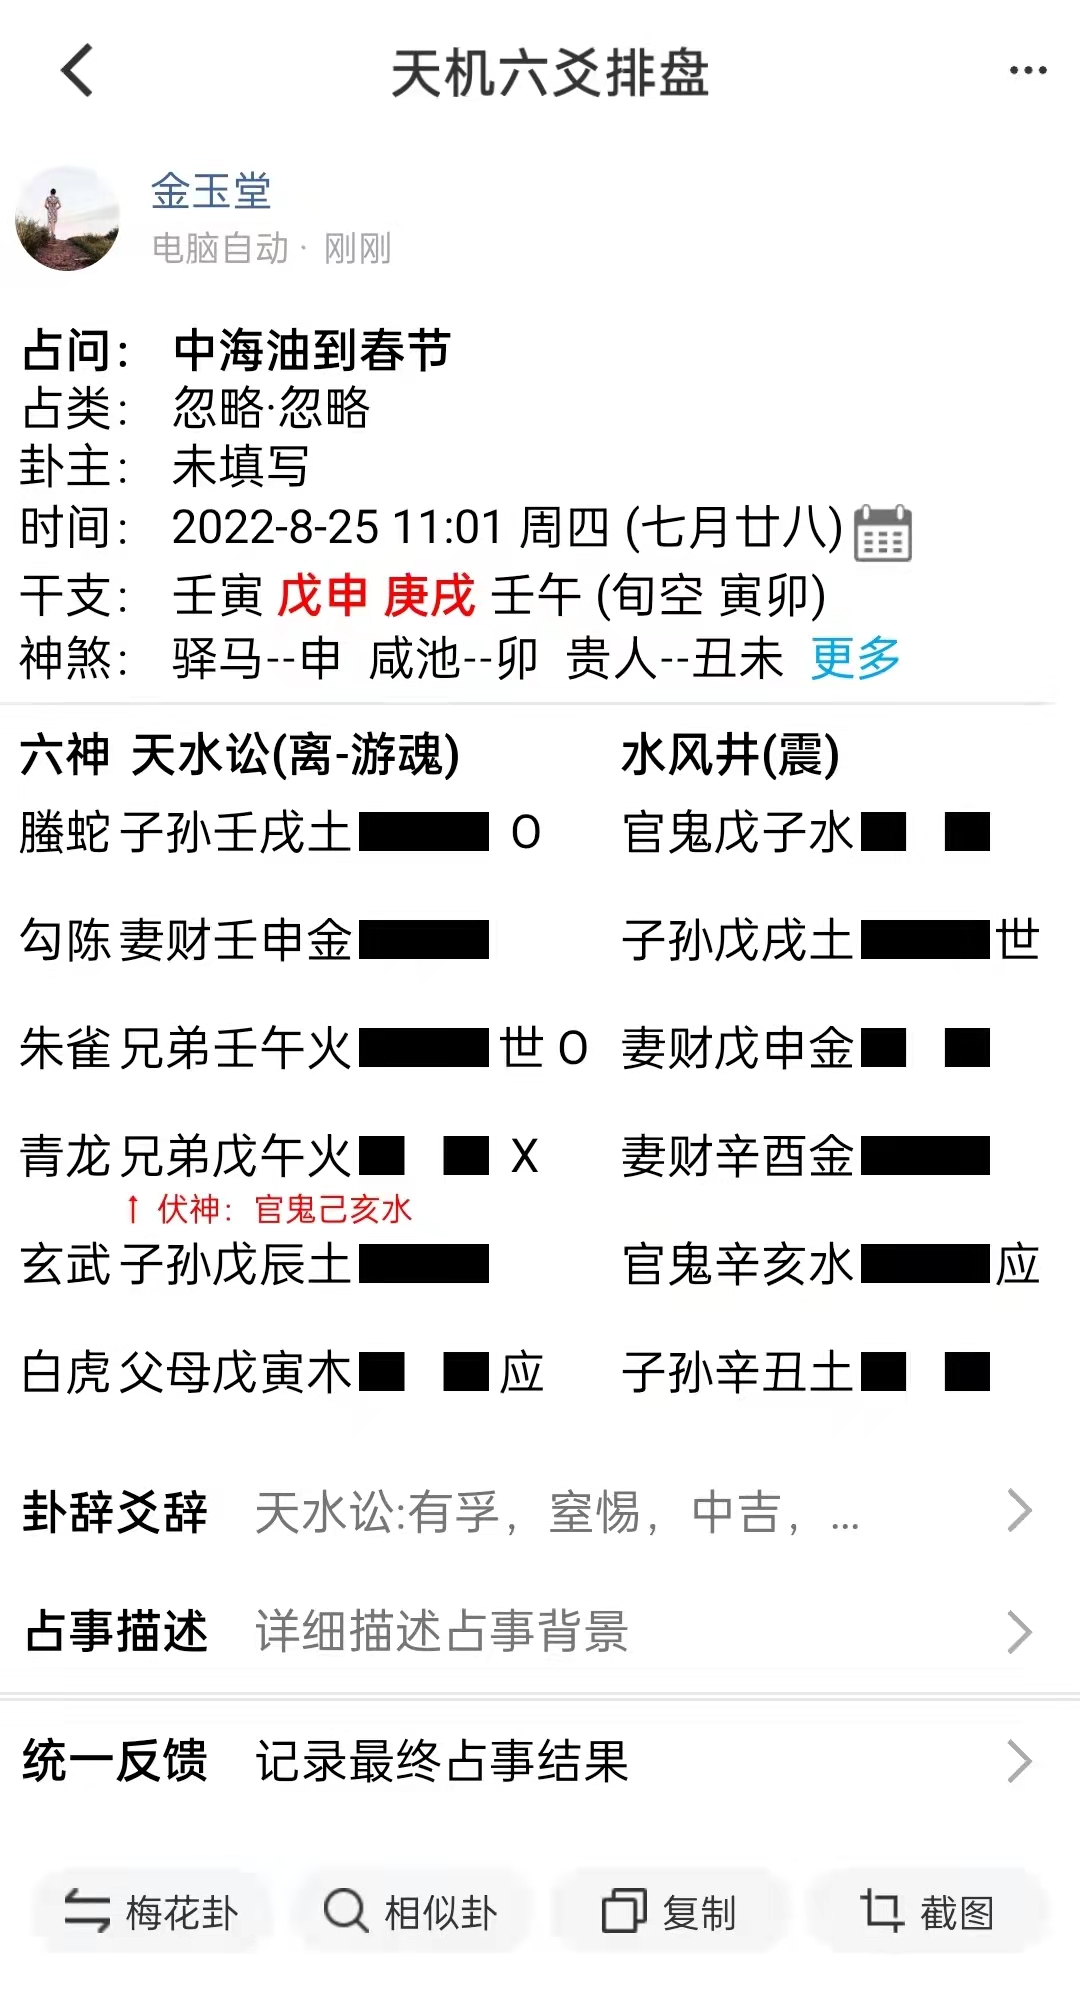 天机六爻排盘
金玉堂
电脑自动 · 刚刚
占问： 中海油到春节
占类： 忽略·忽略
卦主： 未填写
时间： 2022-8-25 11:01 周四 (七月廿八)
干支： 壬寅 戊申 庚戌 壬午 (旬空 寅卯)
神煞： 驿马--申 咸池--卯 贵人--丑未 更多
六神 天水讼(离-游魂) 水风井(震)
螣蛇 子孙壬戌土 O 官鬼戊子水
勾陈 妻财壬申金 子孙戊戌土 世
朱雀 兄弟壬午火 世 O 妻财戊申金
青龙 兄弟戊午火 X 妻财辛酉金
↑ 伏神：官鬼己亥水
玄武 子孙戊辰土 官鬼辛亥水 应
白虎 父母戊寅木 应 子孙辛丑土
卦辞爻辞 天水讼:有孚，窒惕，中吉，...
占事描述 详细描述占事背景
统一反馈 记录最终占事结果
梅花卦 相似卦 复制 截图